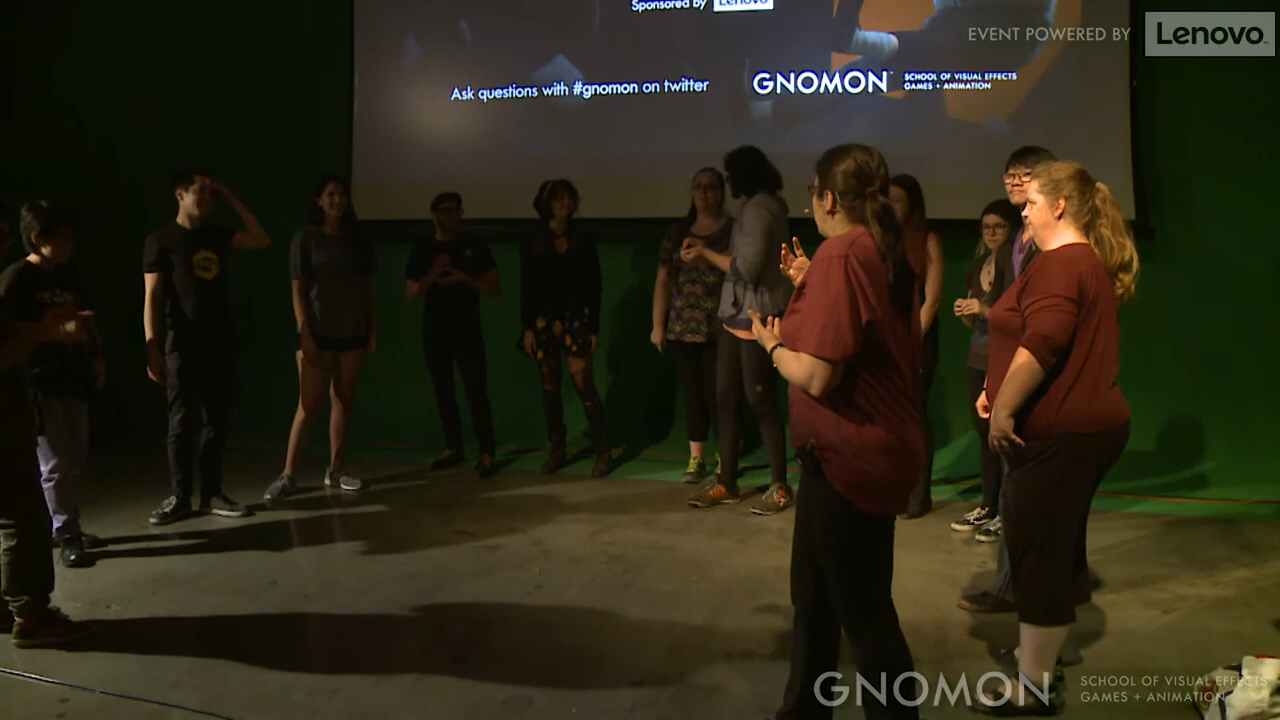 Sponsored by Lenovo
EVENT POWERED BY Lenovo
Ask questions with #gnomon on twitter
GNOMON SCHOOL OF VISUAL EFFECTS
GAMES + ANIMATION
GNOMON SCHOOL OF VISUAL EFFECTS
GAMES + ANIMATION